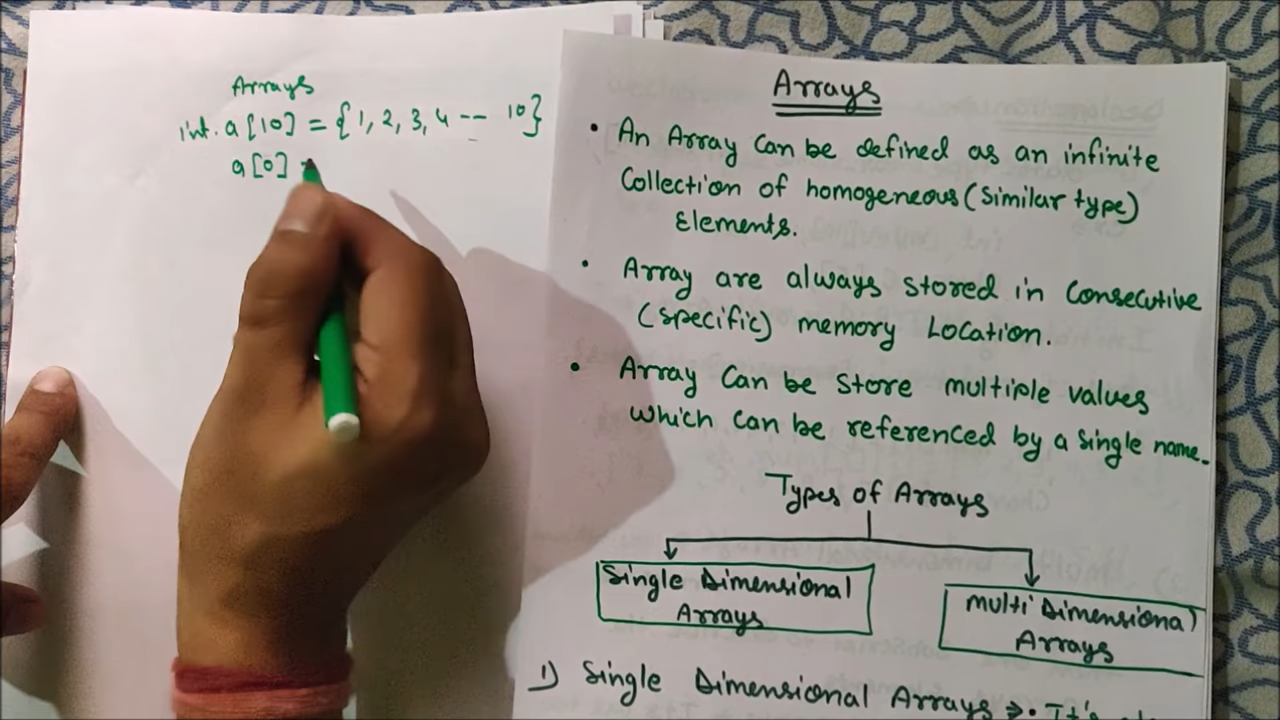 Arrays
int. a[10] = {1, 2, 3, 4 -- 10}
a[0] =
Arrays
• An Array Can be defined as an infinite
Collection of homogeneous (Similar type)
Elements.
• Array are always stored in Consecutive
(specific) memory Location.
• Array Can be Store multiple values
which can be referenced by a single name.
Types of Arrays
Single Dimensional
Arrays
Multi Dimensional
Arrays
1) Single Dimensional Arrays ⇒ • It's